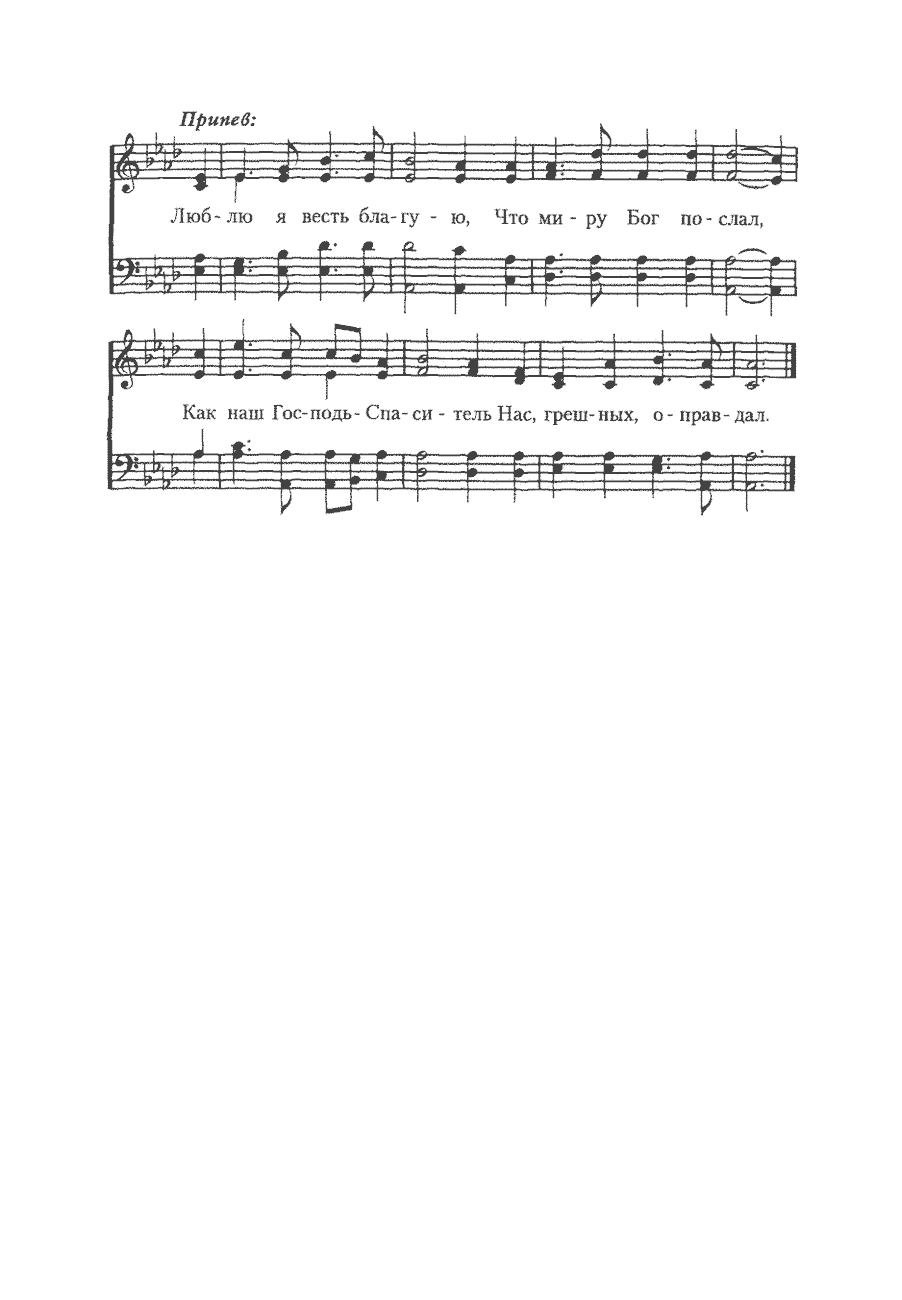 Припев:
Люб- лю я весть бла-гу - ю, Что ми - ру Бог по - слал,
Как наш Гос-подь- Спа- си - тель Нас, греш-ных, о - прав- дал.